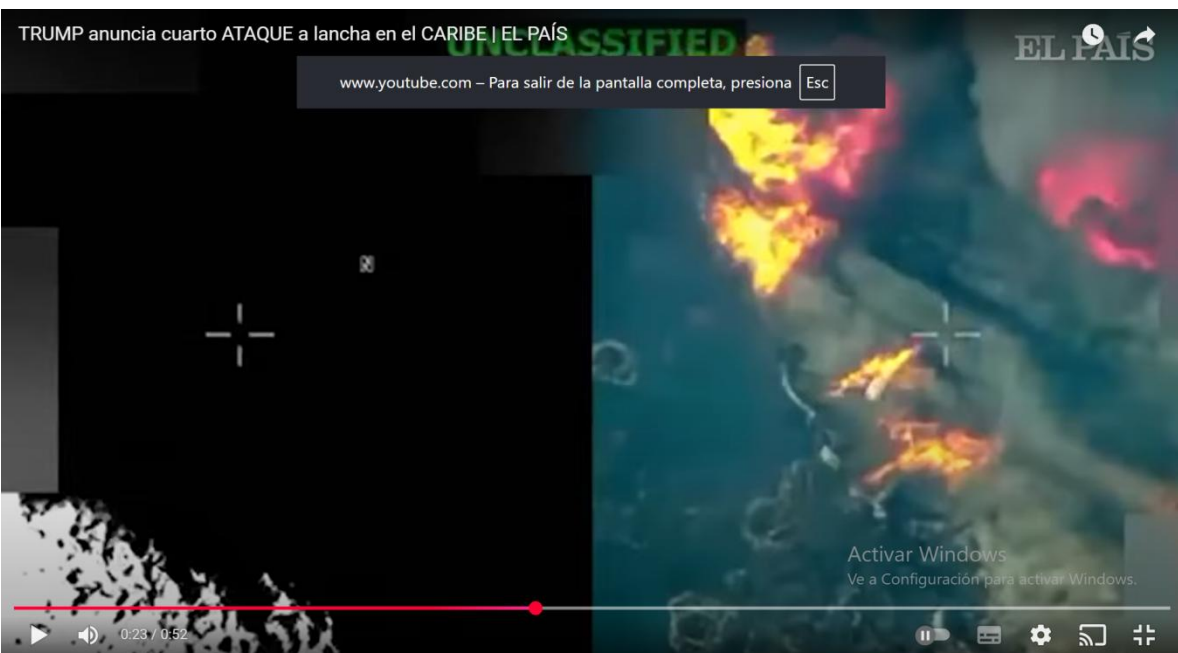 TRUMP anuncia cuarto ATAQUE a lancha en el CARIBE | EL PAÍS
UNCLASSIFIED
EL PAÍS
www.youtube.com – Para salir de la pantalla completa, presiona Esc
Activar Windows
Ve a Configuración para activar Windows.
0:23 / 0:52